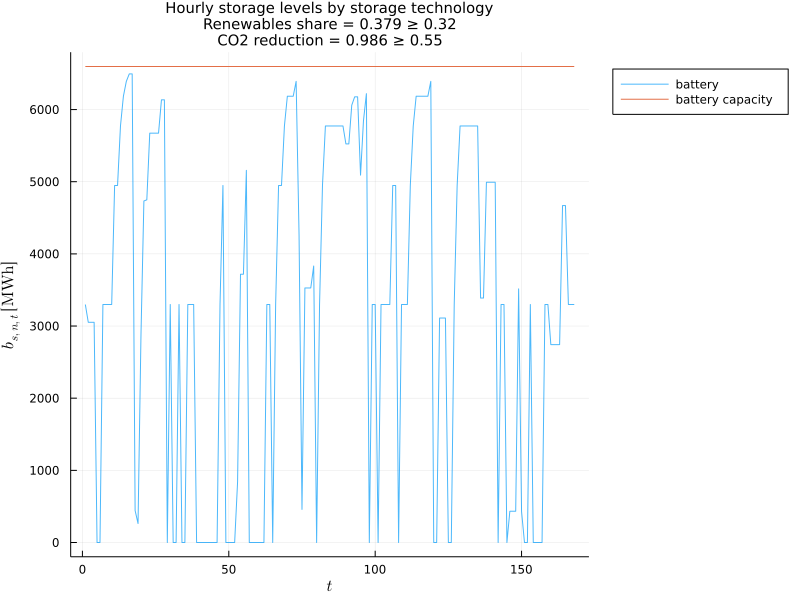 Hourly storage levels by storage technology
Renewables share = 0.379 ≥ 0.32
CO2 reduction = 0.986 ≥ 0.55
battery
battery capacity
b_{s, n, t} [MWh]
6000
5000
4000
3000
2000
1000
0
0 50 100 150
t